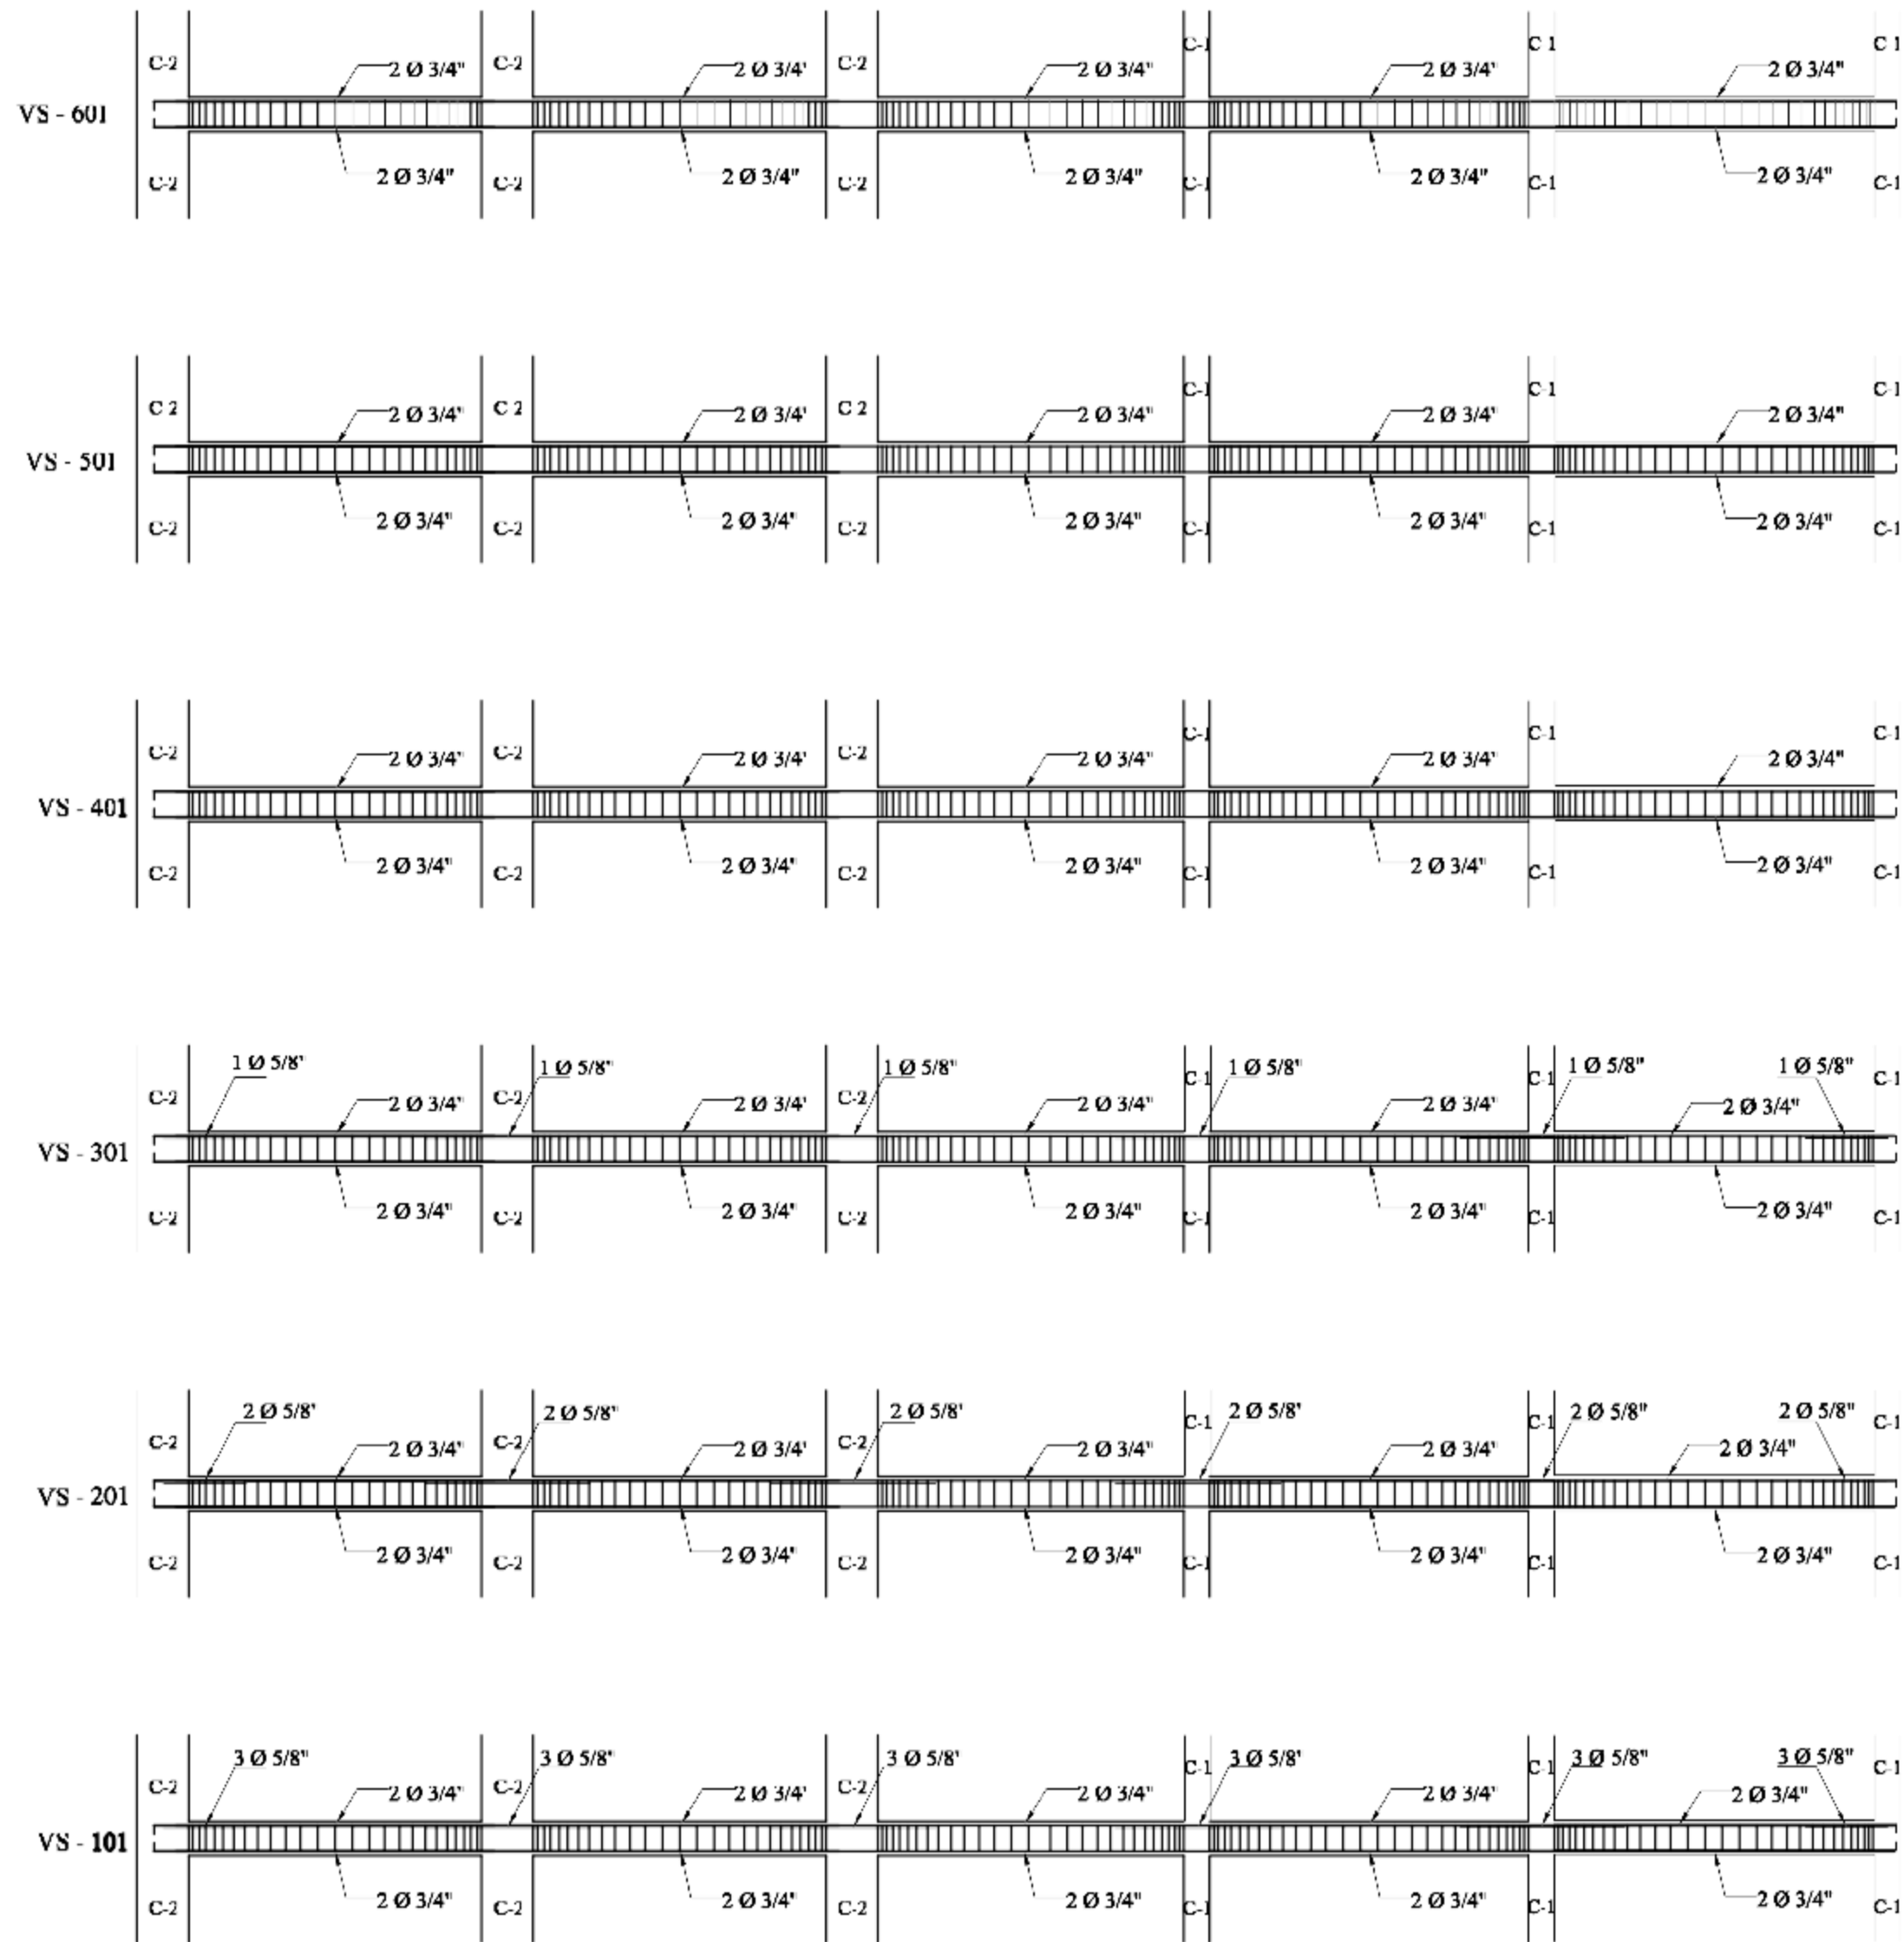 C-2 C-2 C-2 C-1 C 1 C 1
2 Ø 3/4" 2 Ø 3/4' 2 Ø 3/4" 2 Ø 3/4" 2 Ø 3/4"
VS - 601
2 Ø 3/4" 2 Ø 3/4" 2 Ø 3/4" 2 Ø 3/4" 2 Ø 3/4"
C-2 C-2 C-2 C-1 C-1 C-1
C-1 C-1 C-1
C 2 2 Ø 3/4" C 2 2 Ø 3/4' C 2 2 Ø 3/4" 2 Ø 3/4" 2 Ø 3/4"
VS - 501
C-2 2 Ø 3/4" C-2 2 Ø 3/4" C-2 2 Ø 3/4" C-1 2 Ø 3/4" C-1 2 Ø 3/4" C-1
C-1 C-1 C-1
C-2 2 Ø 3/4" C-2 2 Ø 3/4' C-2 2 Ø 3/4" 2 Ø 3/4" 2 Ø 3/4"
VS - 401
C-2 2 Ø 3/4" C-2 2 Ø 3/4" C-2 2 Ø 3/4" C-1 2 Ø 3/4" C-1 2 Ø 3/4" C-1
1 Ø 5/8' 1 Ø 5/8" 1 Ø 5/8" C-1 1 Ø 5/8" C-1 1 Ø 5/8" 1 Ø 5/8" C-1
C-2 2 Ø 3/4" C-2 2 Ø 3/4' C-2 2 Ø 3/4" 2 Ø 3/4" 2 Ø 3/4"
VS - 301
C-2 2 Ø 3/4" C-2 2 Ø 3/4" C-2 2 Ø 3/4" C-1 2 Ø 3/4" C-1 2 Ø 3/4" C-1
2 Ø 5/8' 2 Ø 5/8" 2 Ø 5/8' C-1 2 Ø 5/8' C-1 2 Ø 5/8" 2 Ø 5/8" C-1
C-2 2 Ø 3/4" C-2 2 Ø 3/4' C-2 2 Ø 3/4" 2 Ø 3/4" 2 Ø 3/4"
VS - 201
C-2 2 Ø 3/4" C-2 2 Ø 3/4" C-2 2 Ø 3/4" C-1 2 Ø 3/4" C-1 2 Ø 3/4" C-1
3 Ø 5/8" 3 Ø 5/8" 3 Ø 5/8' C-1 3 Ø 5/8' C-1 3 Ø 5/8" 3 Ø 5/8" C-1
C-2 2 Ø 3/4" C-2 2 Ø 3/4' C-2 2 Ø 3/4" 2 Ø 3/4" 2 Ø 3/4"
VS - 101
C-2 2 Ø 3/4" C-2 2 Ø 3/4" C-2 2 Ø 3/4" C-1 2 Ø 3/4" C-1 2 Ø 3/4" C-1